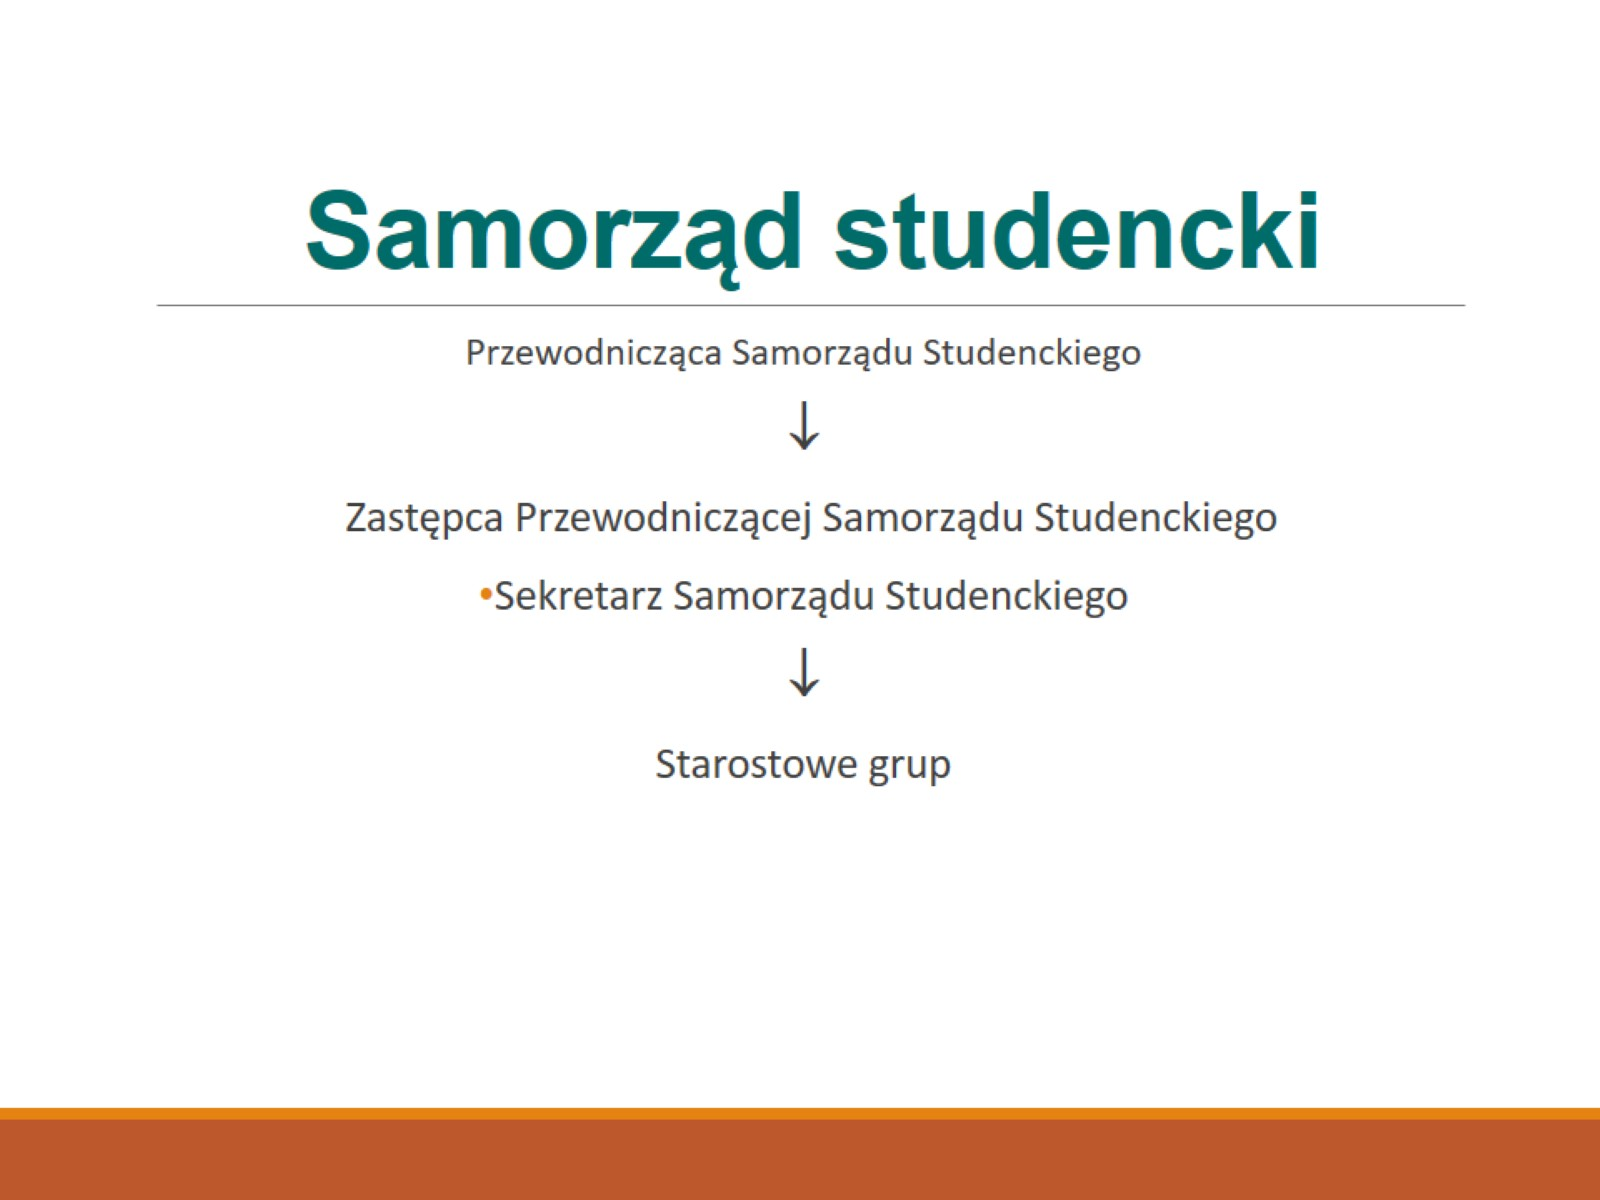 Samorząd studencki
Przewodnicząca Samorządu Studenckiego
↓
Zastępca Przewodniczącej Samorządu Studenckiego
•Sekretarz Samorządu Studenckiego
↓
Starostowe grup